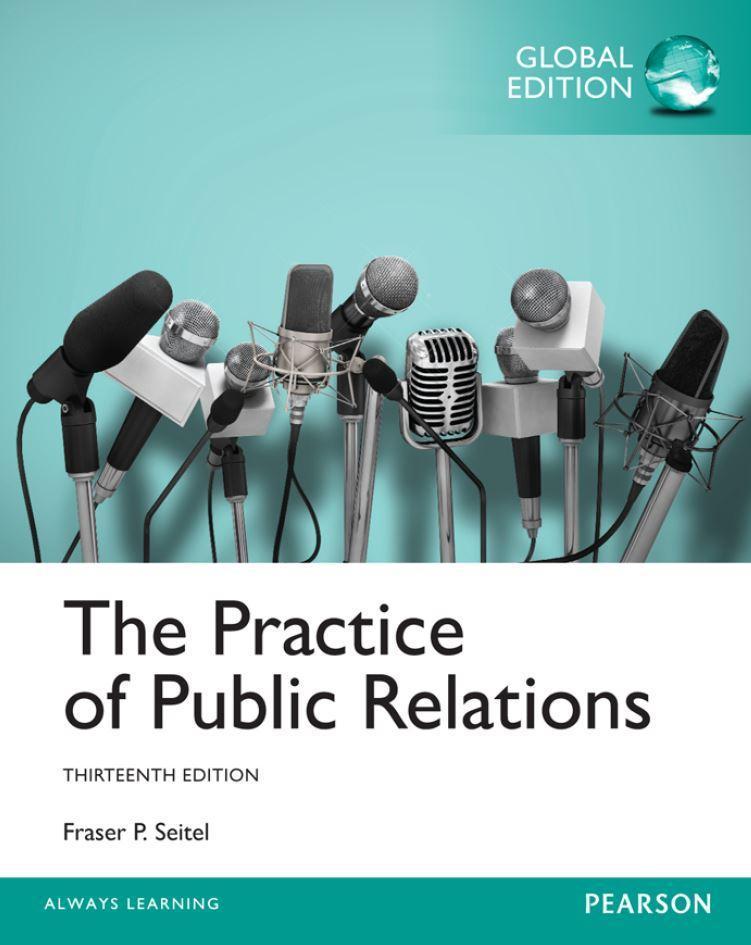 GLOBAL
EDITION
The Practice
of Public Relations
THIRTEENTH EDITION
Fraser P. Seitel
ALWAYS LEARNING
PEARSON